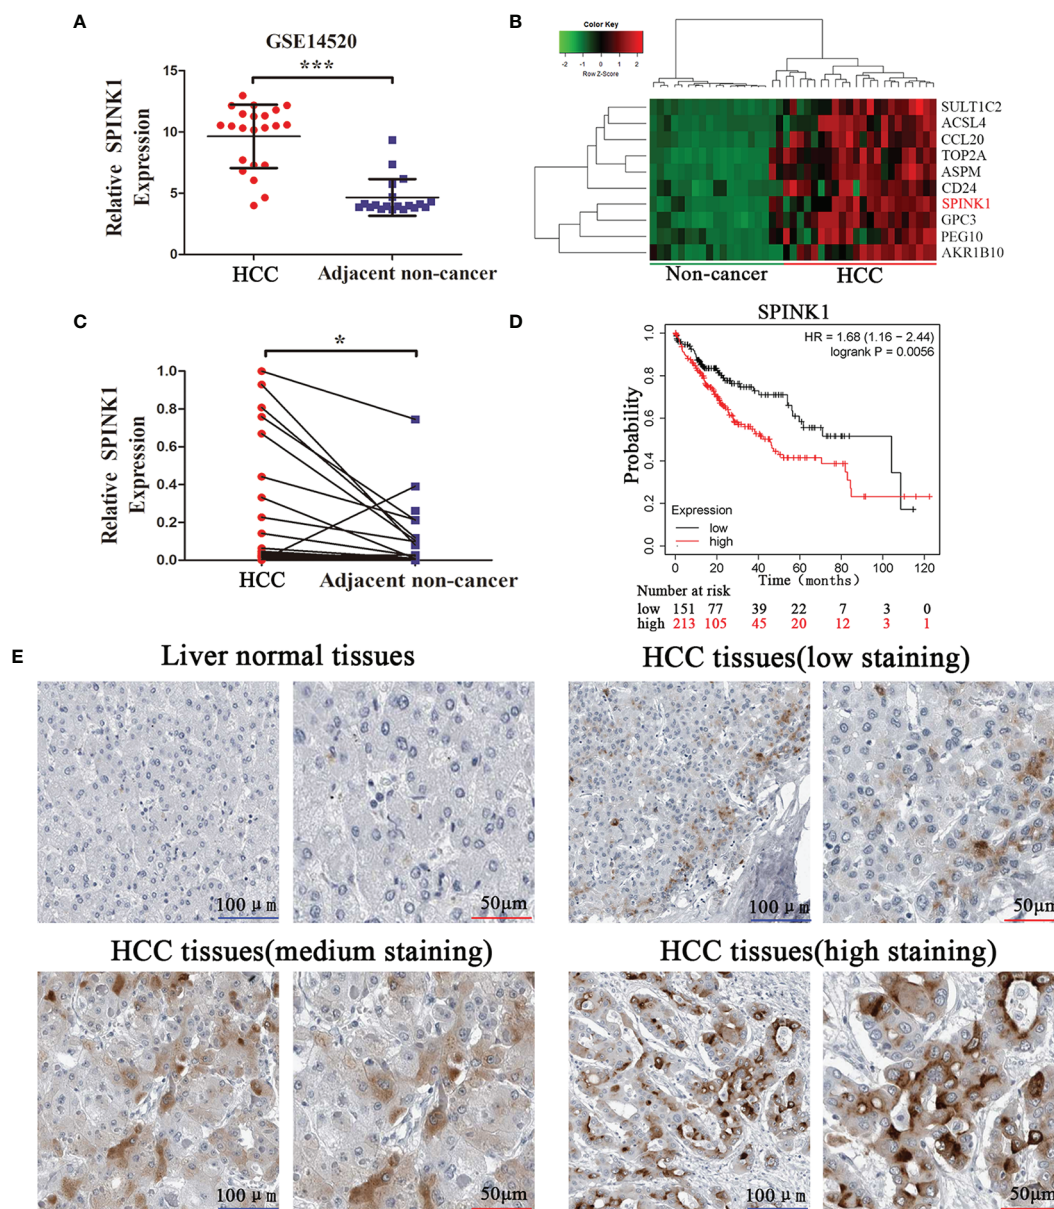 A
GSE14520
***
Relative SPINK1
Expression
15
10
5
0
HCC
Adjacent non-cancer
B
Color Key
-2 -1 0 1 2
Row Z-Score
SULT1C2
ACSL4
CCL20
TOP2A
ASPM
CD24
SPINK1
GPC3
PEG10
AKR1B10
Non-cancer
HCC
C
*
Relative SPINK1
Expression
1.0
0.8
0.6
0.4
0.2
0.0
HCC
Adjacent non-cancer
D
SPINK1
HR = 1.68 (1.16 − 2.44)
logrank P = 0.0056
Probability
1.0
0.8
0.6
0.4
0.2
0.0
Expression
low
high
0 20 40 60 80 100 120
Time (months)
Number at risk
low 151 77 39 22 7 3 0
high 213 105 45 20 12 3 1
E
Liver normal tissues
100 μm
50μm
HCC tissues(low staining)
100 μm
50μm
HCC tissues(medium staining)
100 μm
50μm
HCC tissues(high staining)
100 μm
50μm